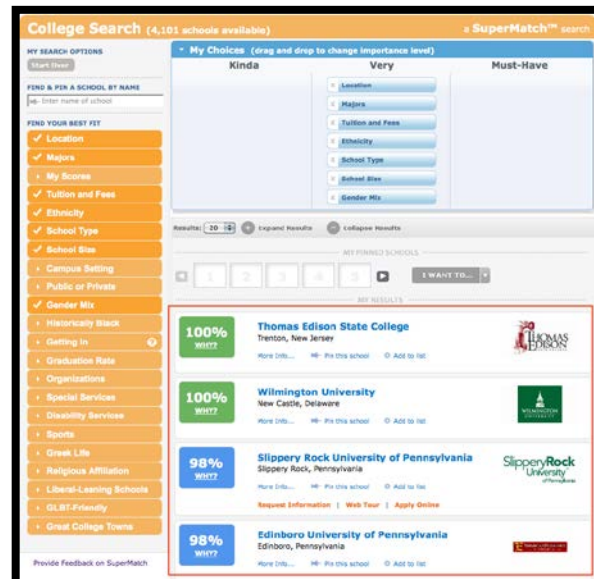 College Search (4,101 schools available)
a SuperMatch™ search
MY SEARCH OPTIONS
Start Over
FIND & PIN A SCHOOL BY NAME
Enter name of school
FIND YOUR BEST FIT
Location
Majors
My Scores
Tuition and Fees
Ethnicity
School Type
School Size
Campus Setting
Public or Private
Gender Mix
Historically Black
Getting In
Graduation Rate
Organizations
Special Services
Disability Services
Sports
Greek Life
Religious Affiliation
Liberal-Leaning Schools
GLBT-Friendly
Great College Towns
Provide Feedback on SuperMatch
My Choices (drag and drop to change importance level)
Kinda
Very
Must-Have
x Location
x Majors
x Tuition and Fees
x Ethnicity
x School Type
x School Size
x Gender Mix
Results: 20 Expand Results Collapse Results
MY PINNED SCHOOLS
1 2 3 4 5
I WANT TO...
MY RESULTS
100%
WHY?
Thomas Edison State College
Trenton, New Jersey
More Info... Pin this school Add to list
THOMAS
EDISON
100%
WHY?
Wilmington University
New Castle, Delaware
More Info... Pin this school Add to list
WILMINGTON
UNIVERSITY
98%
WHY?
Slippery Rock University of Pennsylvania
Slippery Rock, Pennsylvania
More Info... Pin this school Add to list
Request Information | Web Tour | Apply Online
SlipperyRock
University
of Pennsylvania
98%
WHY?
Edinboro University of Pennsylvania
Edinboro, Pennsylvania
More Info... Pin this school Add to list